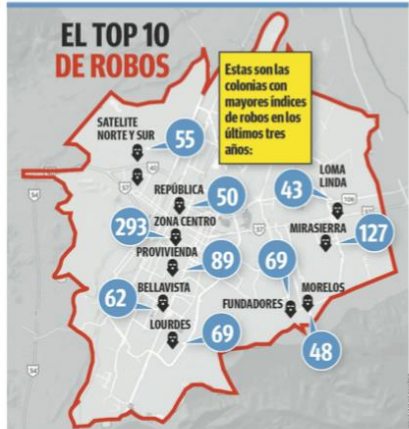 EL TOP 10
DE ROBOS
Estas son las
colonias con
mayores índices
de robos en los
últimos tres
años:
SATELITE
NORTE Y SUR
55
REPÚBLICA
50
LOMA
LINDA
43
ZONA CENTRO
293
MIRASIERRA
127
PROVIVIENDA
89
69
BELLAVISTA
62
FUNDADORES
MORELOS
LOURDES
69
48